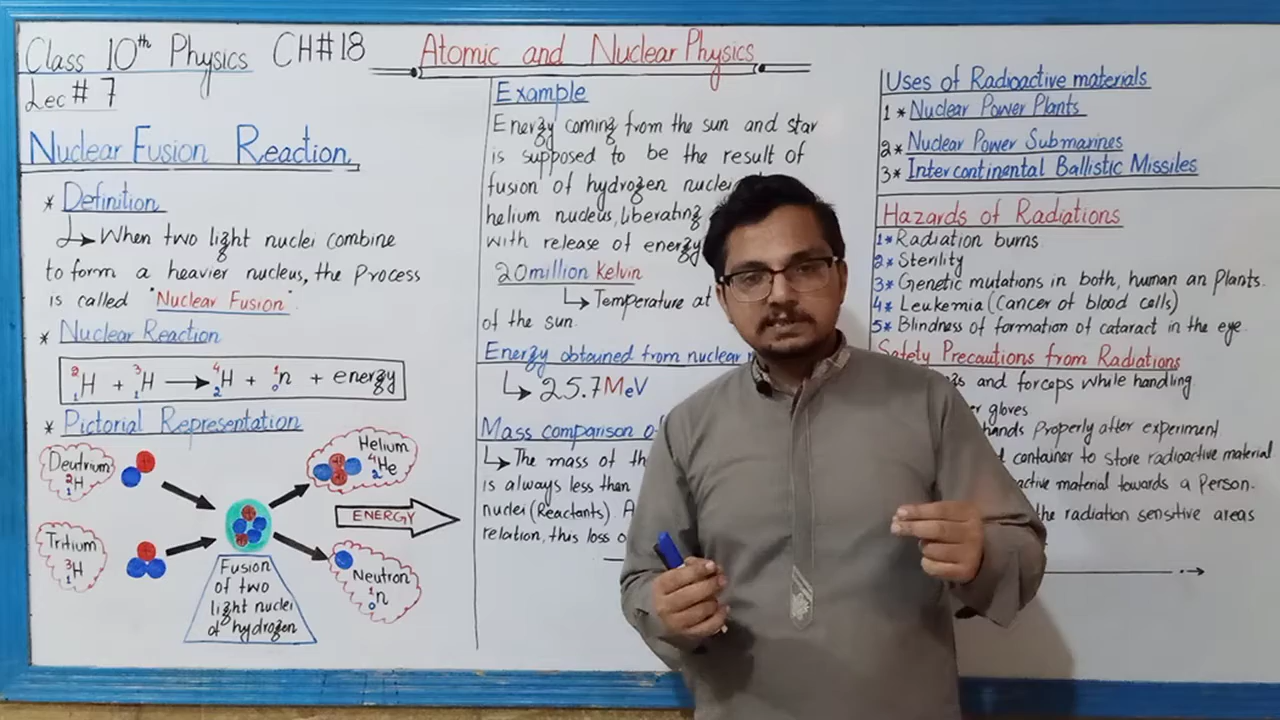 Class 10th Physics CH#18
Lec # 7
Atomic and Nuclear Physics
Nuclear Fusion Reaction
* Definition
↳When two light nuclei combine
to form a heavier nucleus, the Process
is called "Nuclear Fusion".
* Nuclear Reaction
²₁H + ³₁H → ⁴₂H + ¹₀n + energy
* Pictorial Representation
Deutrium
²₁H
Tritium
³₁H
Helium
⁴₂He
ENERGY
Neutron
¹₀n
Fusion
of two
light nuclei
of hydrogen
Example
Energy coming from the sun and star
is supposed to be the result of
fusion of hydrogen nuclei
helium nucleus, liberating
with release of energy
20 million Kelvin
↳Temperature at
of the sun.
Energy obtained from nuclear
↳ 25.7MeV
Mass comparison
↳The mass of
is always less than
nuclei (Reactants)
relation, this loss
Uses of Radioactive materials
1* Nuclear Power Plants
2* Nuclear Power Submarines
3* Intercontinental Ballistic Missiles
Hazards of Radiations
1* Radiation burns
2* Sterility
3* Genetic mutations in both, human an Plants.
4* Leukemia (Cancer of blood cells)
5* Blindness of formation of cataract in the eye.
Safety Precautions from Radiations
and forcops while handling
gloves
hands Properly after experiment
container to store radioactive material
active material towards a Person.
the radiation sensitive areas